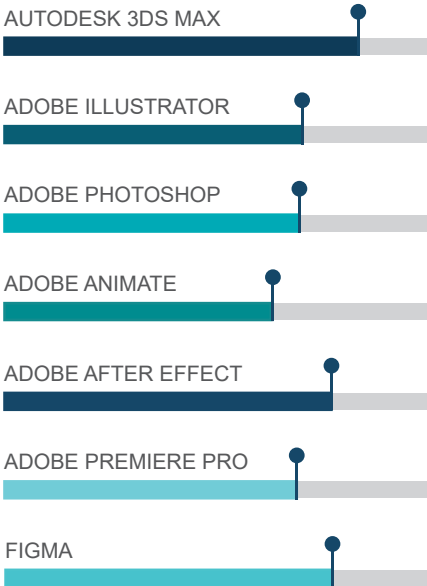 AUTODESK 3DS MAX
ADOBE ILLUSTRATOR
ADOBE PHOTOSHOP
ADOBE ANIMATE
ADOBE AFTER EFFECT
ADOBE PREMIERE PRO
FIGMA